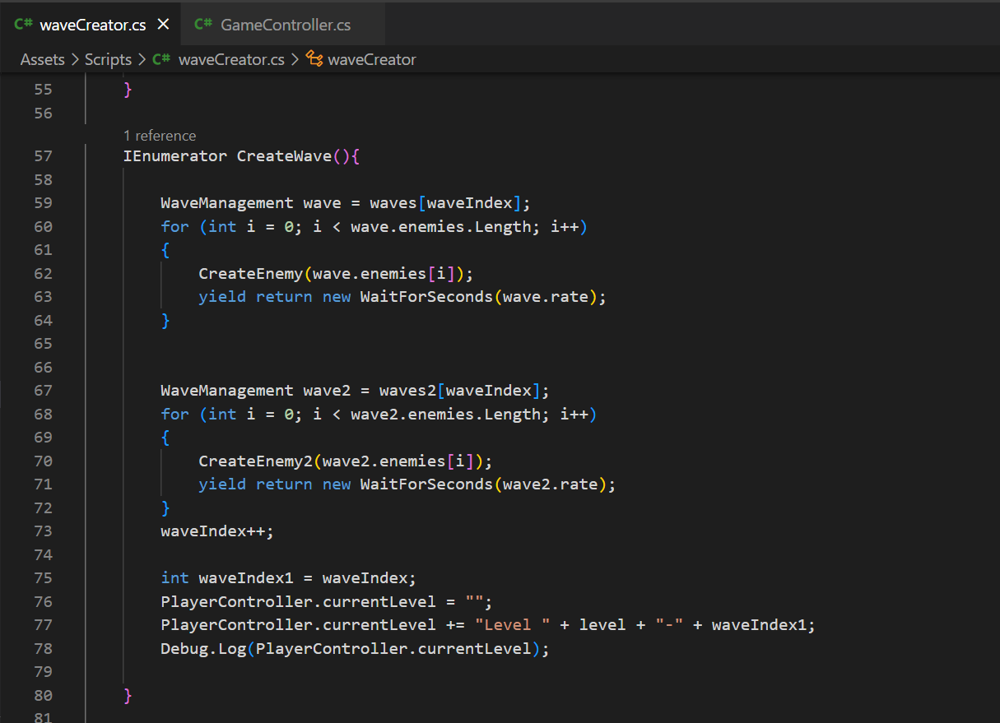 C# waveCreator.cs × C# GameController.cs
Assets > Scripts > C# waveCreator.cs > waveCreator
55 }
56
1 reference
57 IEnumerator CreateWave(){
58
59 WaveManagement wave = waves[waveIndex];
60 for (int i = 0; i < wave.enemies.Length; i++)
61 {
62 CreateEnemy(wave.enemies[i]);
63 yield return new WaitForSeconds(wave.rate);
64 }
65
66
67 WaveManagement wave2 = waves2[waveIndex];
68 for (int i = 0; i < wave2.enemies.Length; i++)
69 {
70 CreateEnemy2(wave2.enemies[i]);
71 yield return new WaitForSeconds(wave2.rate);
72 }
73 waveIndex++;
74
75 int waveIndex1 = waveIndex;
76 PlayerController.currentLevel = "";
77 PlayerController.currentLevel += "Level " + level + "-" + waveIndex1;
78 Debug.Log(PlayerController.currentLevel);
79
80 }
81